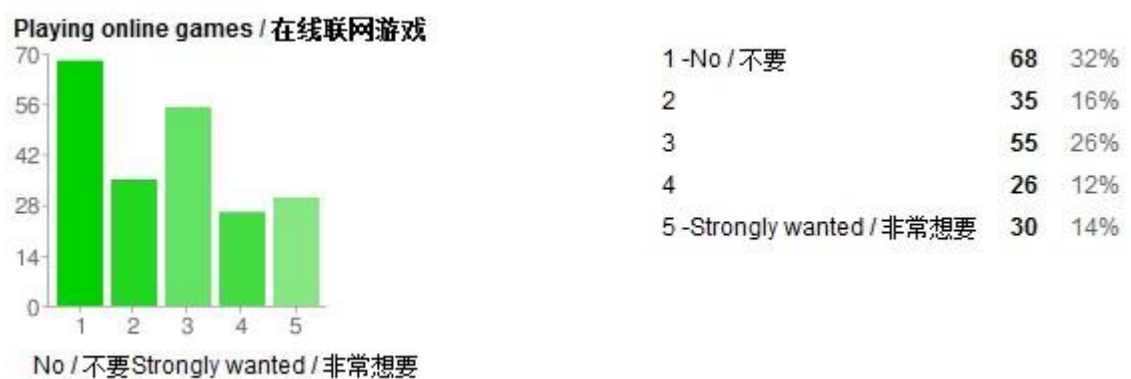 Playing online games / 在线联网游戏
70
56
42
28
14
0
1 2 3 4 5
No / 不要Strongly wanted / 非常想要
1 -No / 不要 68 32%
2 35 16%
3 55 26%
4 26 12%
5 -Strongly wanted / 非常想要 30 14%